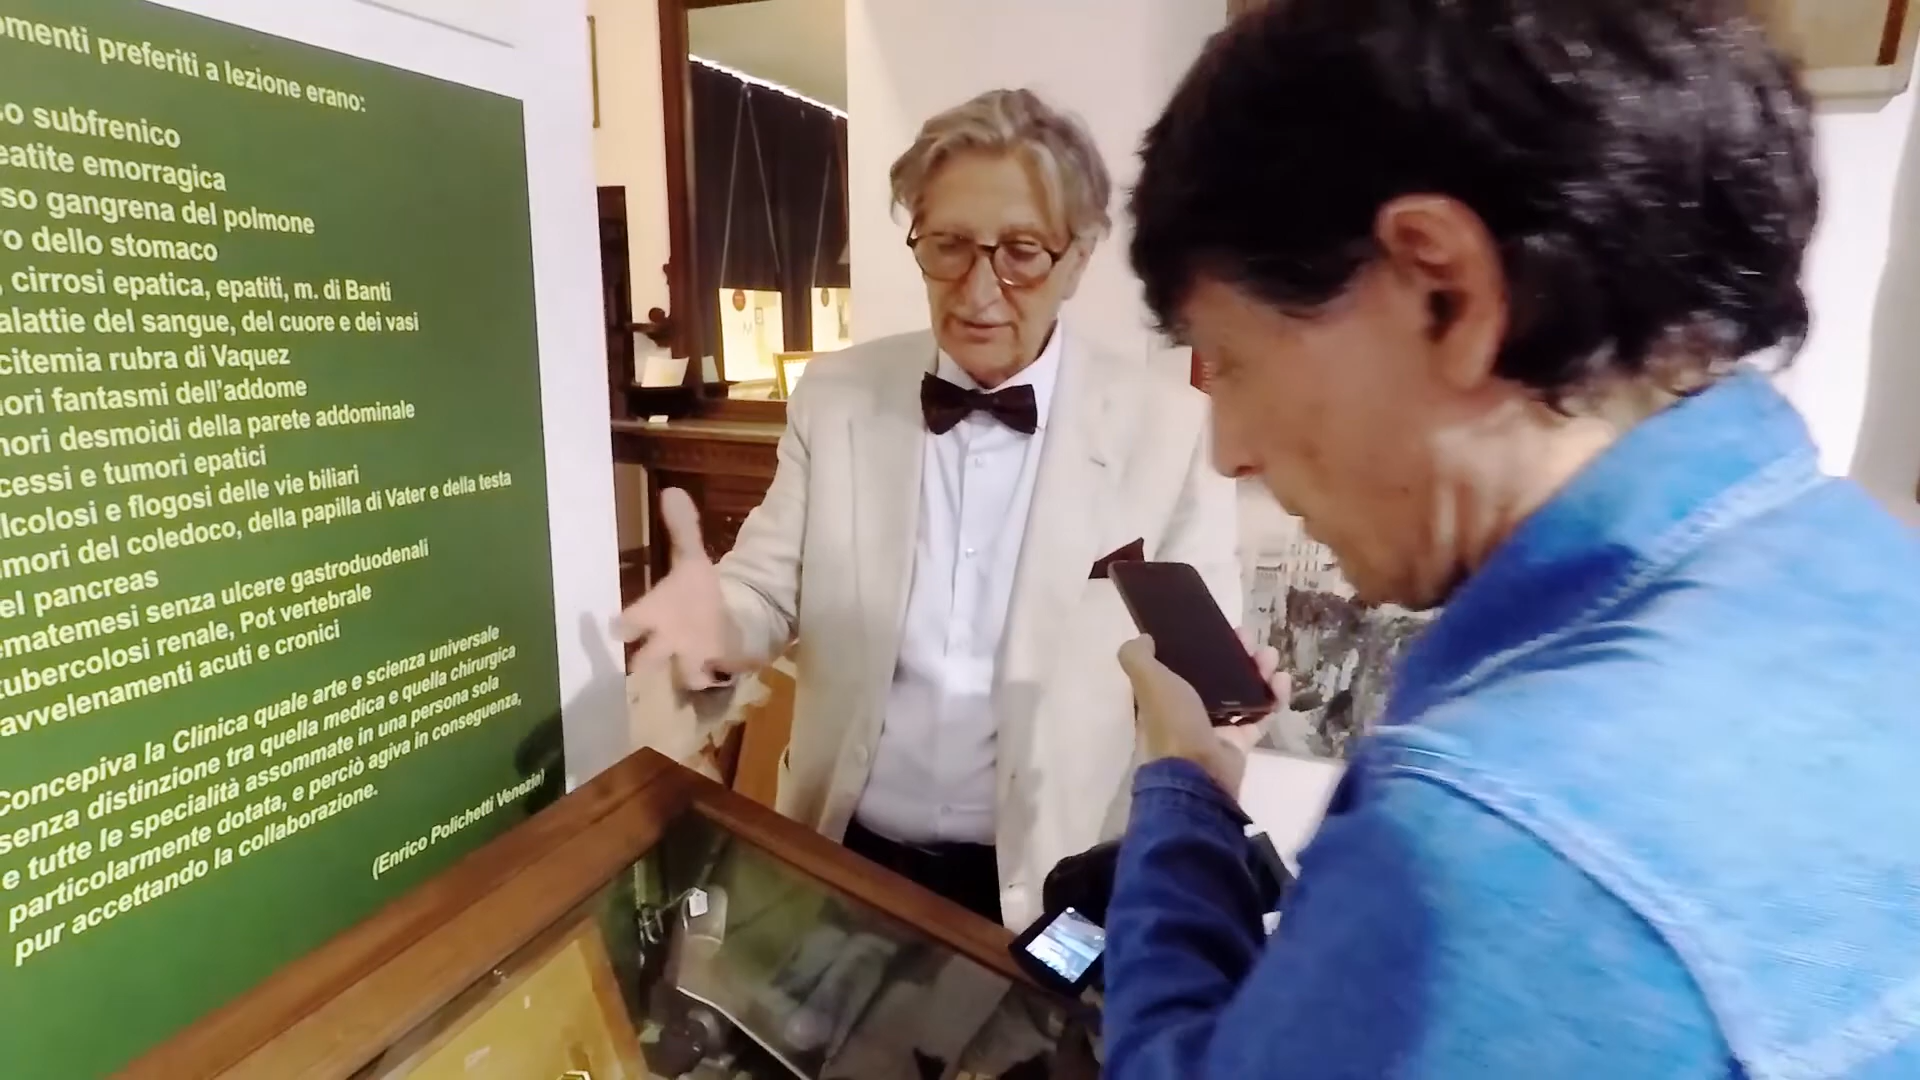 omenti preferiti a lezione erano:
so subfrenico
eatite emorragica
so gangrena del polmone
ro dello stomaco
, cirrosi epatica, epatiti, m. di Banti
alattie del sangue, del cuore e dei vasi
citemia rubra di Vaquez
ori fantasmi dell'addome
mori desmoidi della parete addominale
cessi e tumori epatici
lcolosi e flogosi delle vie biliari
mori del coledoco, della papilla di Vater e della testa
el pancreas
ematemesi senza ulcere gastroduodenali
tubercolosi renale, Pot vertebrale
avvelenamenti acuti e cronici
Concepiva la Clinica quale arte e scienza universale
senza distinzione tra quella medica e quella chirurgica
e tutte le specialità assommate in una persona sola
particolarmente dotata, e perciò agiva in conseguenza,
pur accettando la collaborazione.
(Enrico Polichetti Venezia)